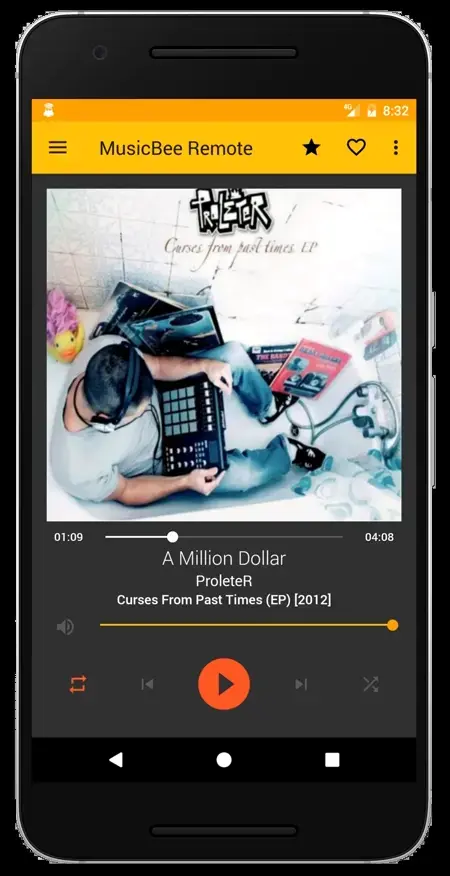 4G 8:32
MusicBee Remote
PROLETER
Curses from past times EP
01:09 04:08
A Million Dollar
ProleteR
Curses From Past Times (EP) [2012]